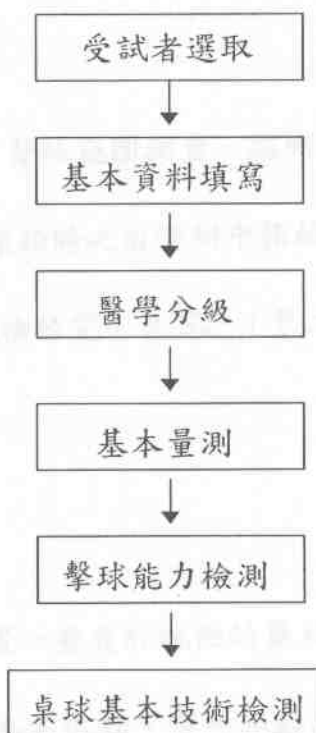 受試者選取
基本資料填寫
醫學分級
基本量測
擊球能力檢測
桌球基本技術檢測